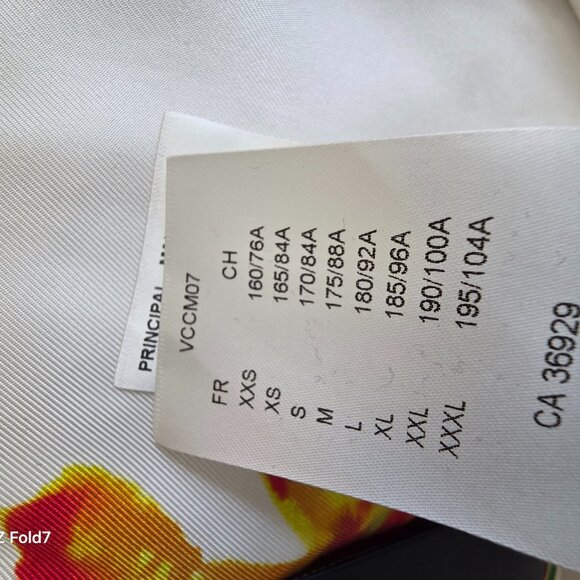 PRINCIPAL
VCCM07
FR CH
XXS 160/76A
XS 165/84A
S 170/84A
M 175/88A
L 180/92A
XL 185/96A
XXL 190/100A
XXXL 195/104A
CA 36929
Z Fold7